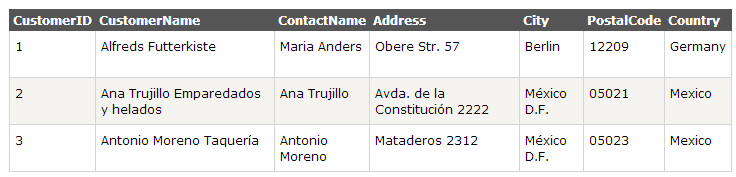 CustomerID CustomerName ContactName Address City PostalCode Country
1 Alfreds Futterkiste Maria Anders Obere Str. 57 Berlin 12209 Germany
2 Ana Trujillo Emparedados Ana Trujillo Avda. de la México 05021 Mexico
y helados Constitución 2222 D.F.
3 Antonio Moreno Taquería Antonio Mataderos 2312 México 05023 Mexico
Moreno D.F.